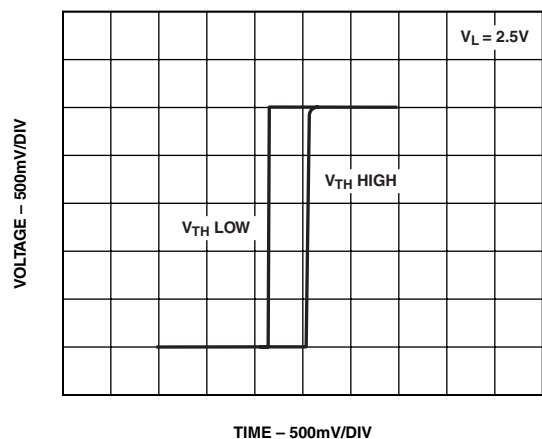 V_L = 2.5V
VOLTAGE – 500mV/DIV
V_TH HIGH
V_TH LOW
TIME – 500mV/DIV